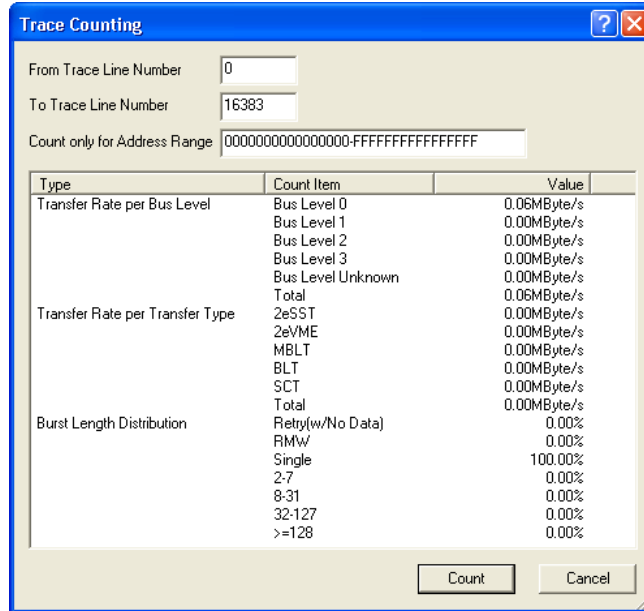 Trace Counting
From Trace Line Number 0
To Trace Line Number 16383
Count only for Address Range 0000000000000000-FFFFFFFFFFFFFFFF
Type Count Item Value
Transfer Rate per Bus Level Bus Level 0 0.06MByte/s
Bus Level 1 0.00MByte/s
Bus Level 2 0.00MByte/s
Bus Level 3 0.00MByte/s
Bus Level Unknown 0.00MByte/s
Total 0.06MByte/s
Transfer Rate per Transfer Type 2eSST 0.00MByte/s
2eVME 0.00MByte/s
MBLT 0.00MByte/s
BLT 0.00MByte/s
SCT 0.00MByte/s
Total 0.00MByte/s
Burst Length Distribution Retry(w/No Data) 0.00%
RMW 0.00%
Single 100.00%
2-7 0.00%
8-31 0.00%
32-127 0.00%
>=128 0.00%
Count Cancel